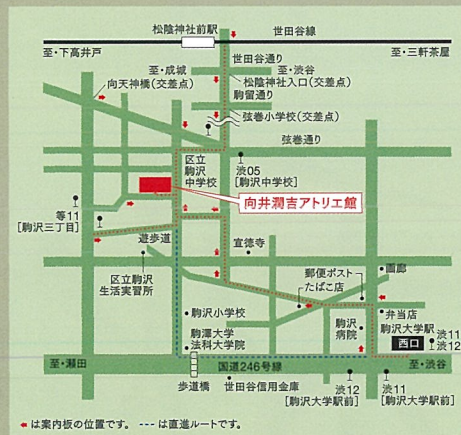 松陰神社前駅
世田谷線
至・下高井戸
至・三軒茶屋
世田谷通り
至・成城
至・渋谷
向天神橋(交差点)
松陰神社入口(交差点)
駒留通り
弦巻小学校(交差点)
弦巻通り
区立
駒沢
中学校
渋05
[駒沢中学校]
向井潤吉アトリエ館
等11
[駒沢三丁目]
遊歩道
宣徳寺
区立駒沢
生活実習所
郵便ポスト
たばこ店
画廊
駒沢小学校
駒澤大学
法科大学院
駒沢
病院
弁当店
駒沢大学駅
西口
渋11
渋12
至・瀬田
国道246号線
至・渋谷
歩道橋
世田谷信用金庫
渋12
[駒沢大学駅前]
渋11
[駒沢大学駅前]
は案内板の位置です。 --- は直進ルートです。